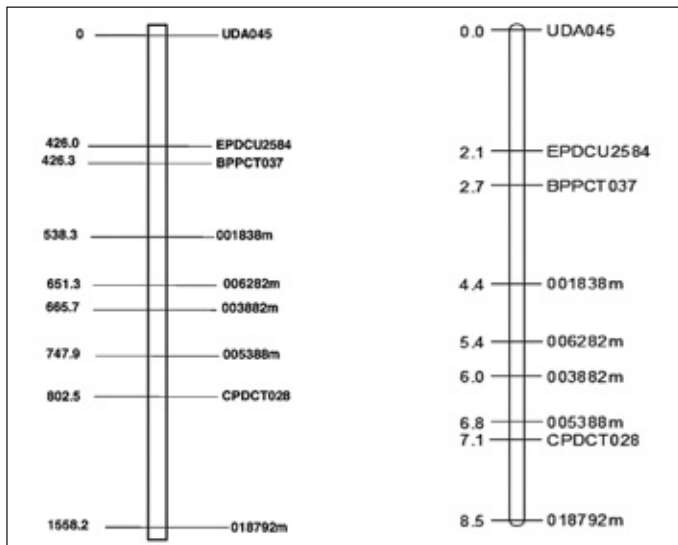 0 UDA045
426.0 EPDCU2584
426.3 BPPCT037
538.3 001838m
651.3 006282m
665.7 003882m
747.9 005388m
802.5 CPDCT028
1558.2 018792m
0.0 UDA045
2.1 EPDCU2584
2.7 BPPCT037
4.4 001838m
5.4 006282m
6.0 003882m
6.8 005388m
7.1 CPDCT028
8.5 018792m